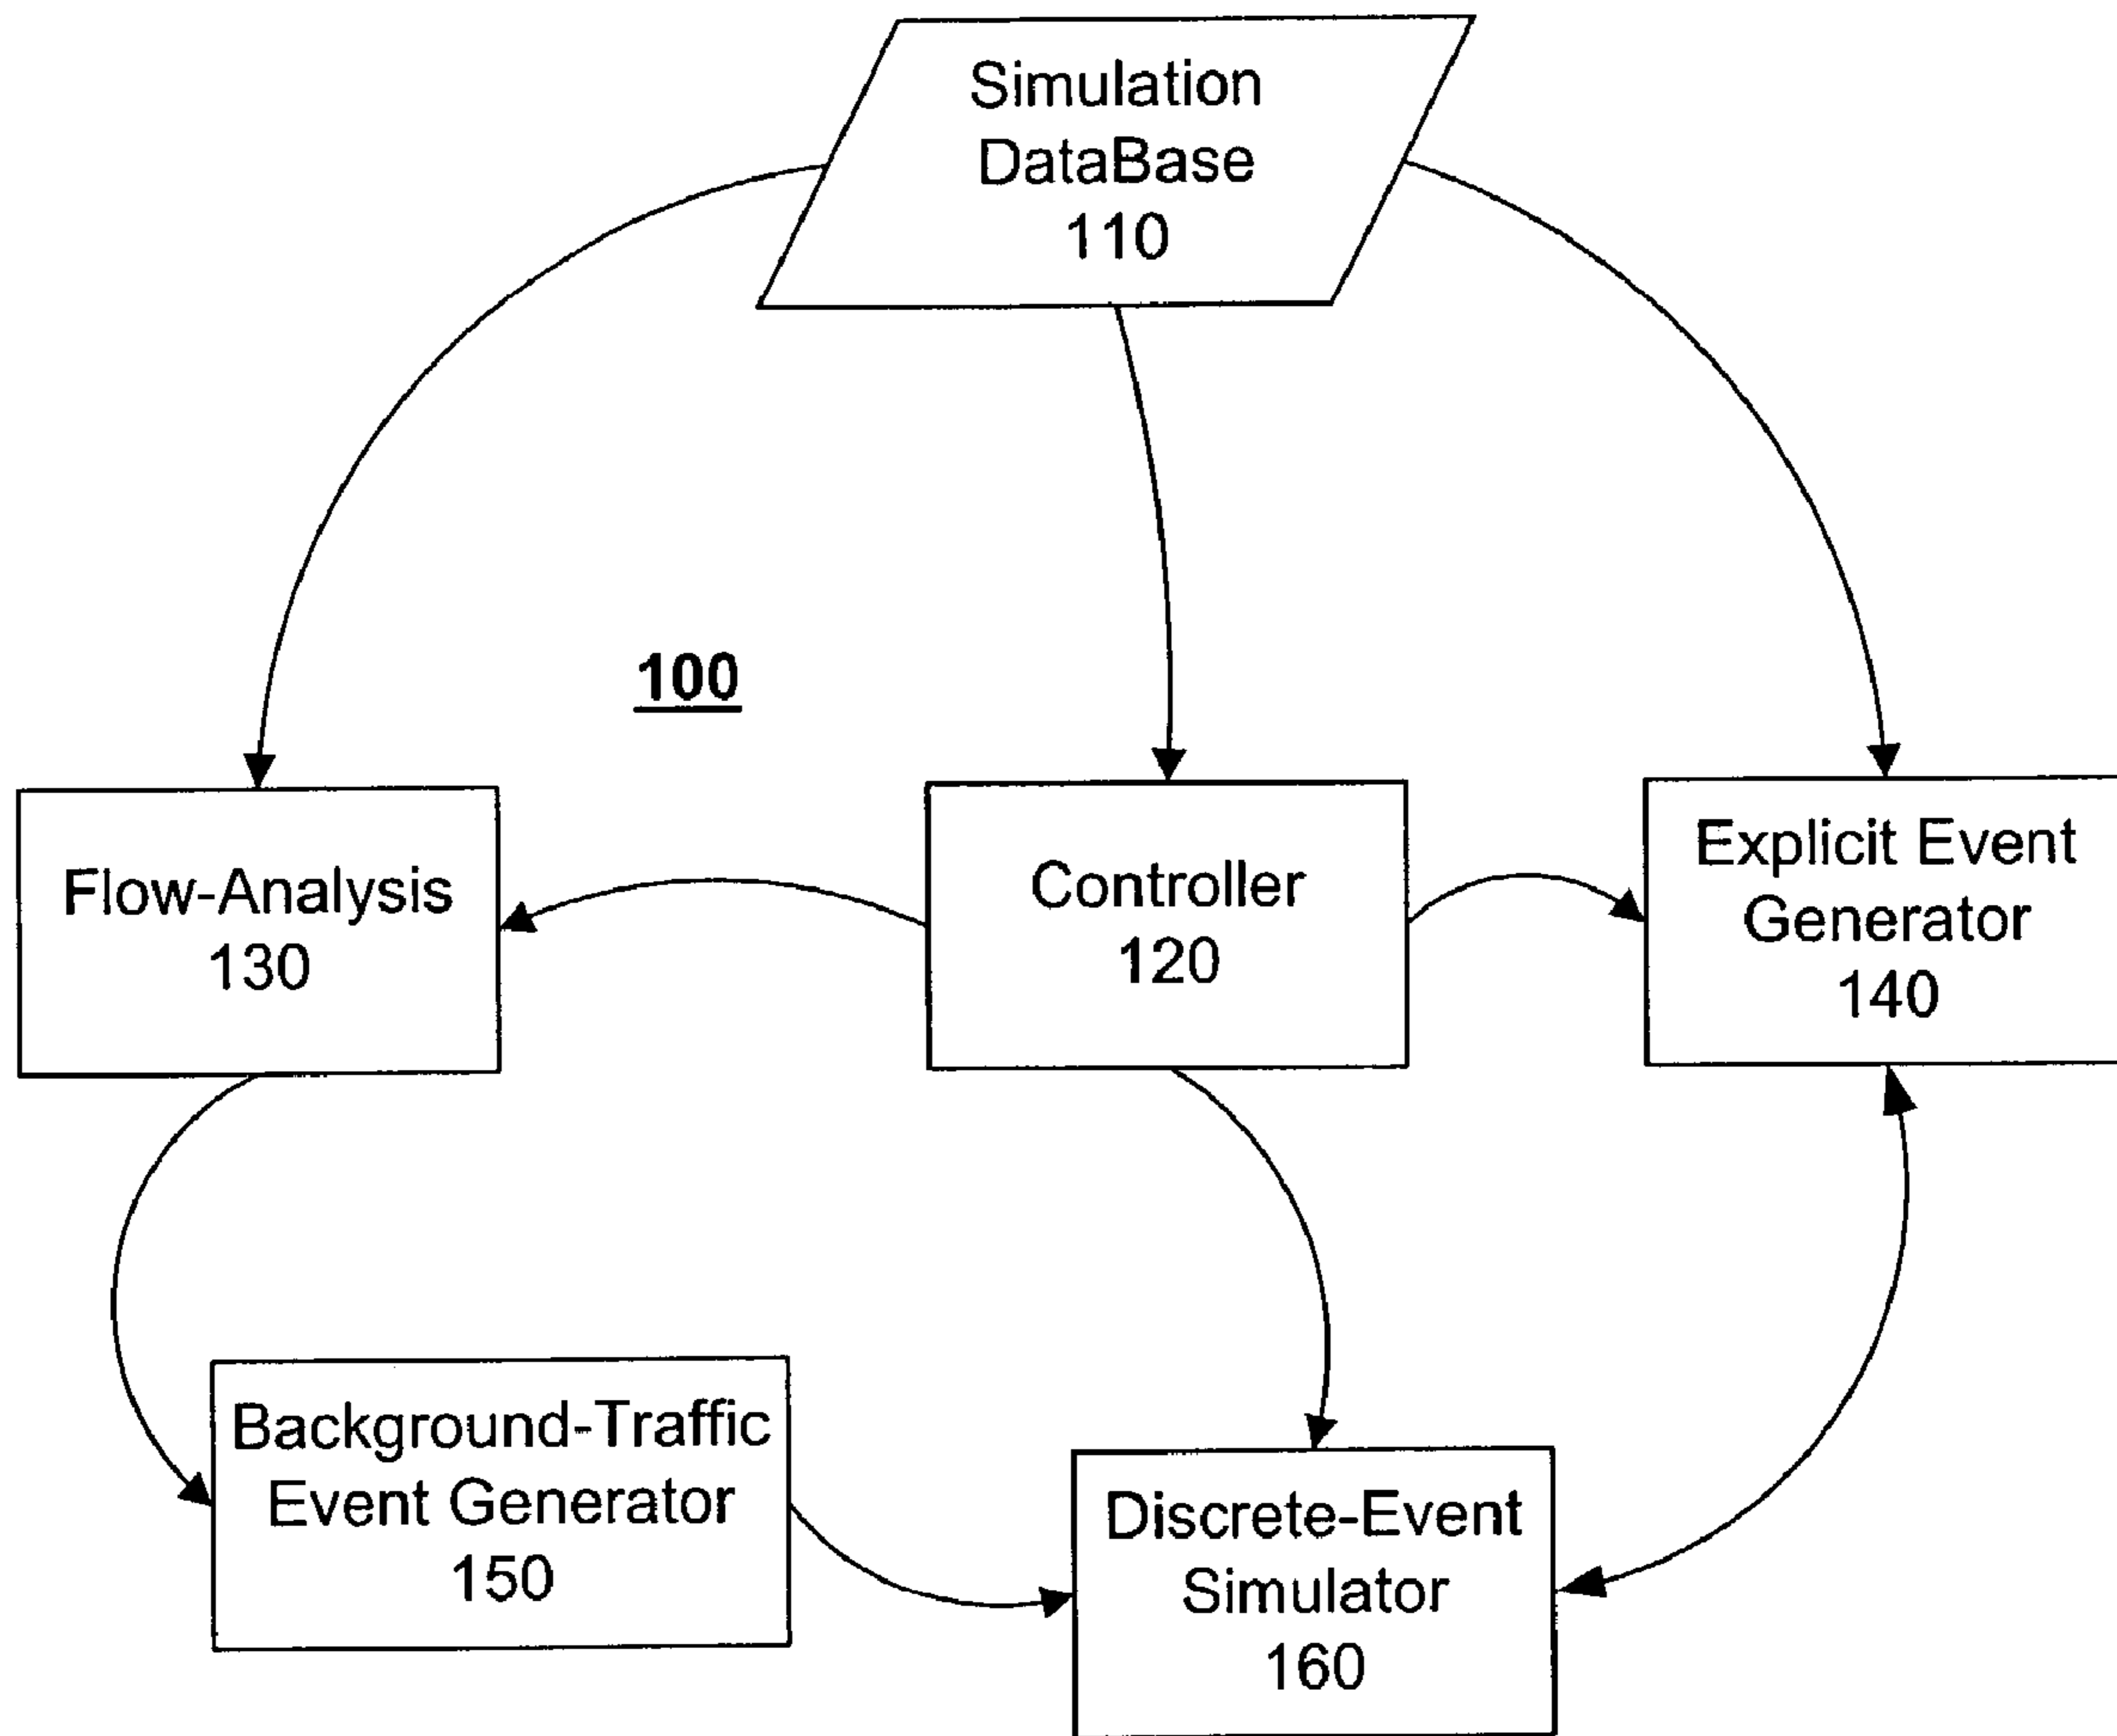 Simulation
DataBase
110
100
Flow-Analysis
130
Controller
120
Explicit Event
Generator
140
Background-Traffic
Event Generator
150
Discrete-Event
Simulator
160